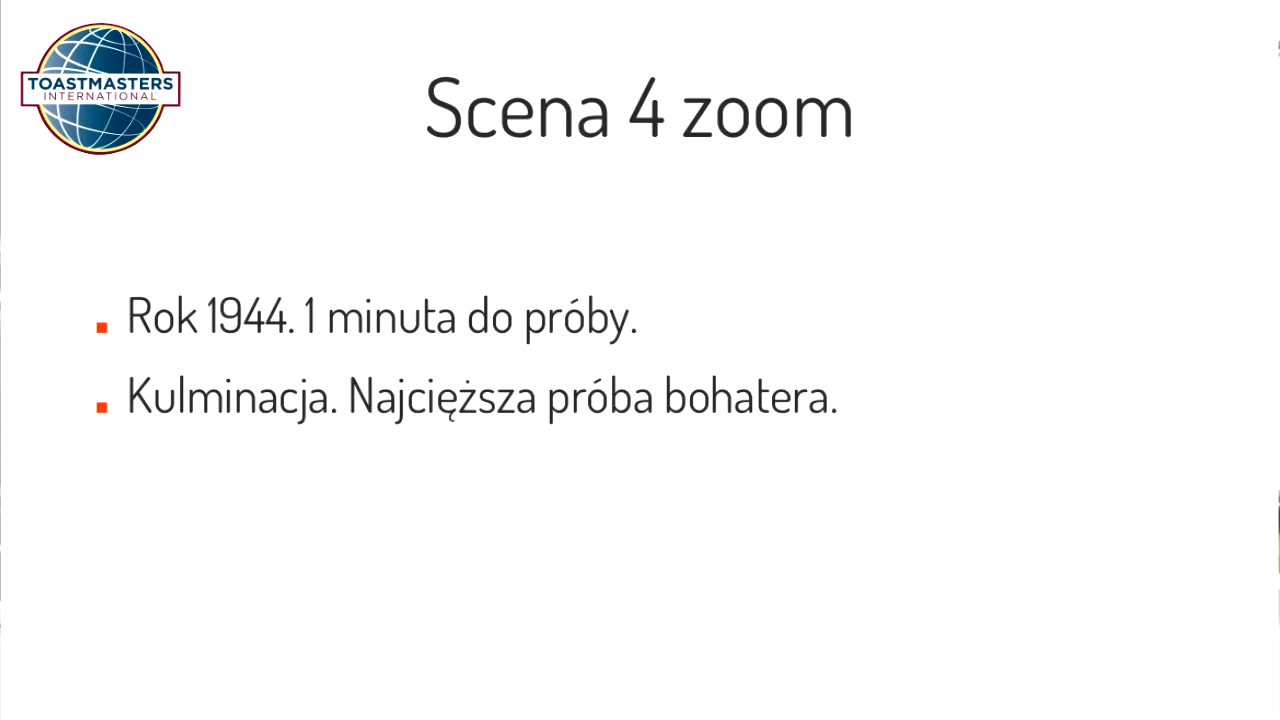 TOASTMASTERS
INTERNATIONAL
Scena 4 zoom
Rok 1944. 1 minuta do próby.
Kulminacja. Najcięższa próba bohatera.